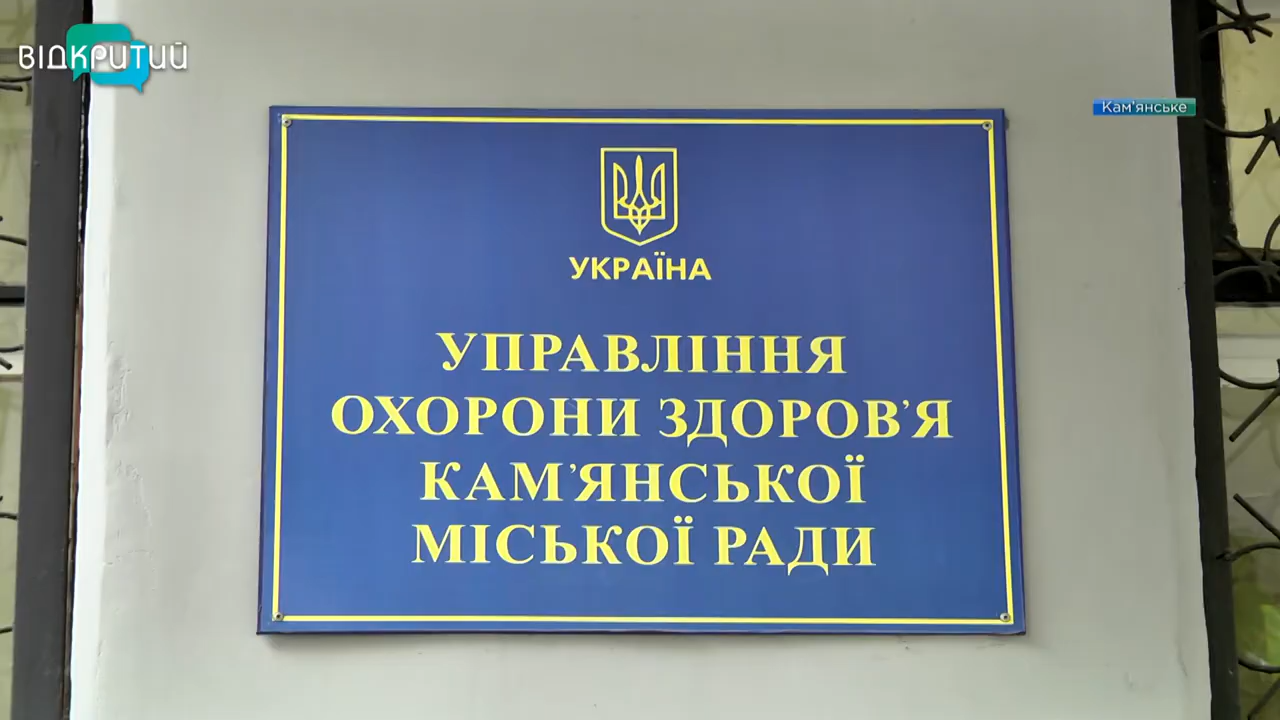 ВІДКРИТИЙ
Кам'янське
УКРАЇНА
УПРАВЛІННЯ
ОХОРОНИ ЗДОРОВ'Я
КАМ'ЯНСЬКОЇ
МІСЬКОЇ РАДИ